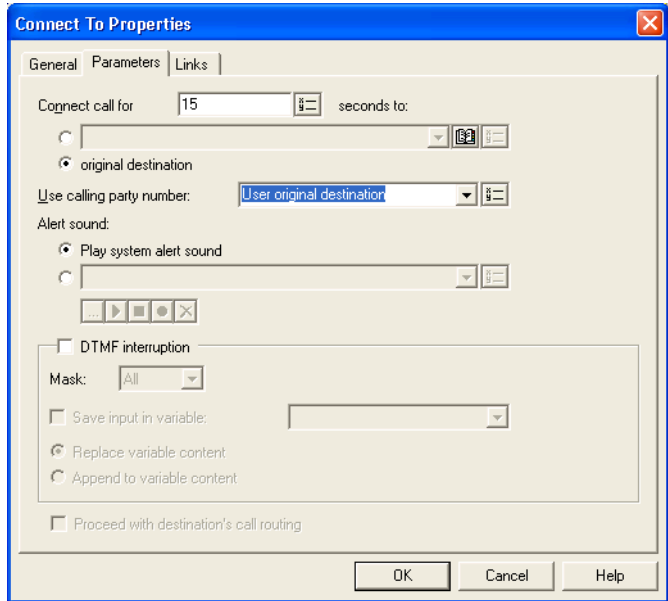 Connect To Properties
General Parameters Links
Connect call for 15 seconds to:
original destination
Use calling party number: User original destination
Alert sound:
Play system alert sound
...
DTMF interruption
Mask: All
Save input in variable:
Replace variable content
Append to variable content
Proceed with destination's call routing
OK Cancel Help